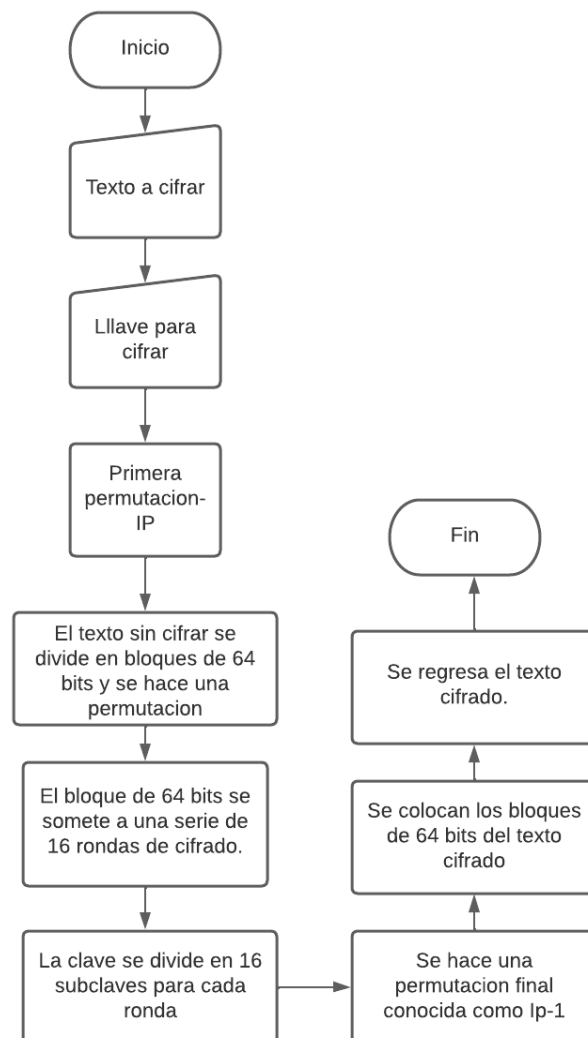 Inicio
Texto a cifrar
Lllave para
cifrar
Primera
permutacion-
IP
El texto sin cifrar se
divide en bloques de 64
bits y se hace una
permutacion
El bloque de 64 bits se
somete a una serie de
16 rondas de cifrado.
La clave se divide en 16
subclaves para cada
ronda
Se hace una
permutacion final
conocida como Ip-1
Se colocan los bloques
de 64 bits del texto
cifrado
Se regresa el texto
cifrado.
Fin